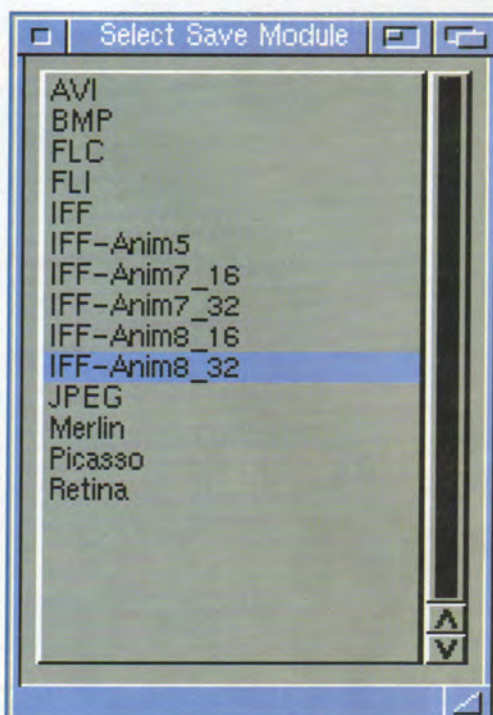 Select Save Module
AVI
BMP
FLC
FLI
IFF
IFF-Anim5
IFF-Anim7_16
IFF-Anim7_32
IFF-Anim8_16
IFF-Anim8_32
JPEG
Merlin
Picasso
Retina